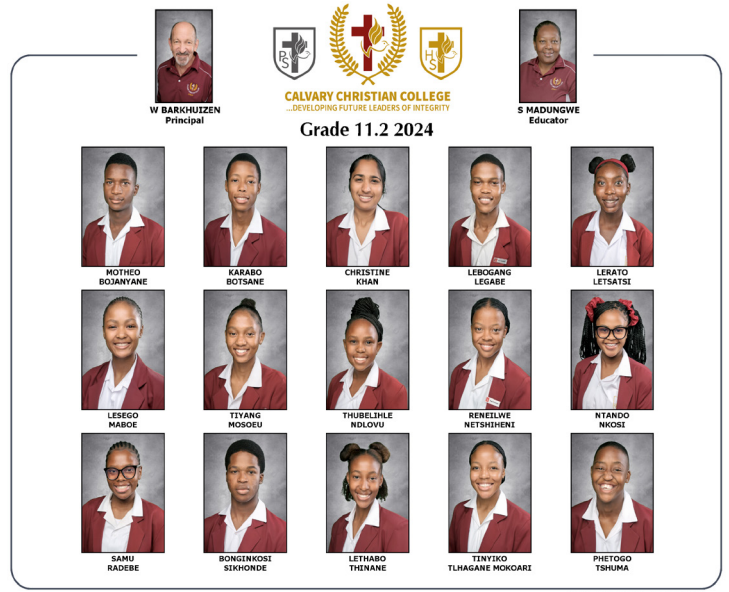 PS
HS
CALVARY CHRISTIAN COLLEGE
...DEVELOPING FUTURE LEADERS OF INTEGRITY
W BARKHUIZEN
Principal
S MADUNGWE
Educator
Grade 11.2 2024
MOTHEO
BOJANYANE
KARABO
BOTSANE
CHRISTINE
KHAN
LEBOGANG
LEGABE
LERATO
LETSATSI
LESEGO
MABOE
TIYANG
MOSOEU
THUBELIHLE
NDLOVU
RENEILWE
NETSHIHENI
NTANDO
NKOSI
SAMU
RADEBE
BONGINKOSI
SIKHONDE
LETHABO
THINANE
TINYIKO
TLHAGANE MOKOARI
PHETOGO
TSHUMA